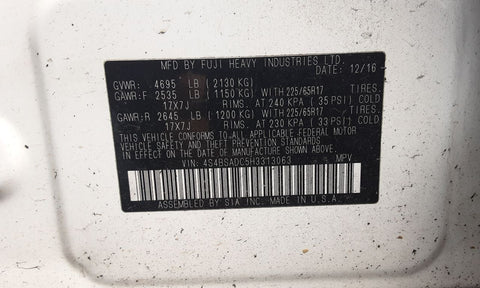 MFD BY FUJI HEAVY INDUSTRIES LTD.
DATE: 12/16
GVWR: 4695 LB (2130 KG)
GAWR:F 2535 LB (1150 KG) WITH 225/65R17 TIRES.
17X7J RIMS. AT 240 KPA (35 PSI) COLD
GAWR:R 2645 LB (1200 KG) WITH 225/65R17 TIRES.
17X7J RIMS. AT 230 KPA (33 PSI) COLD
THIS VEHICLE CONFORMS TO ALL APPLICABLE FEDERAL MOTOR
VEHICLE SAFETY STANDARDS IN EFFECT ON THE
DATE OF MANUFACTURE SHOWN ABOVE.
VIN: 4S4BSADC5H3313063 MPV
ASSEMBLED BY SIA INC. MADE IN U.S.A.